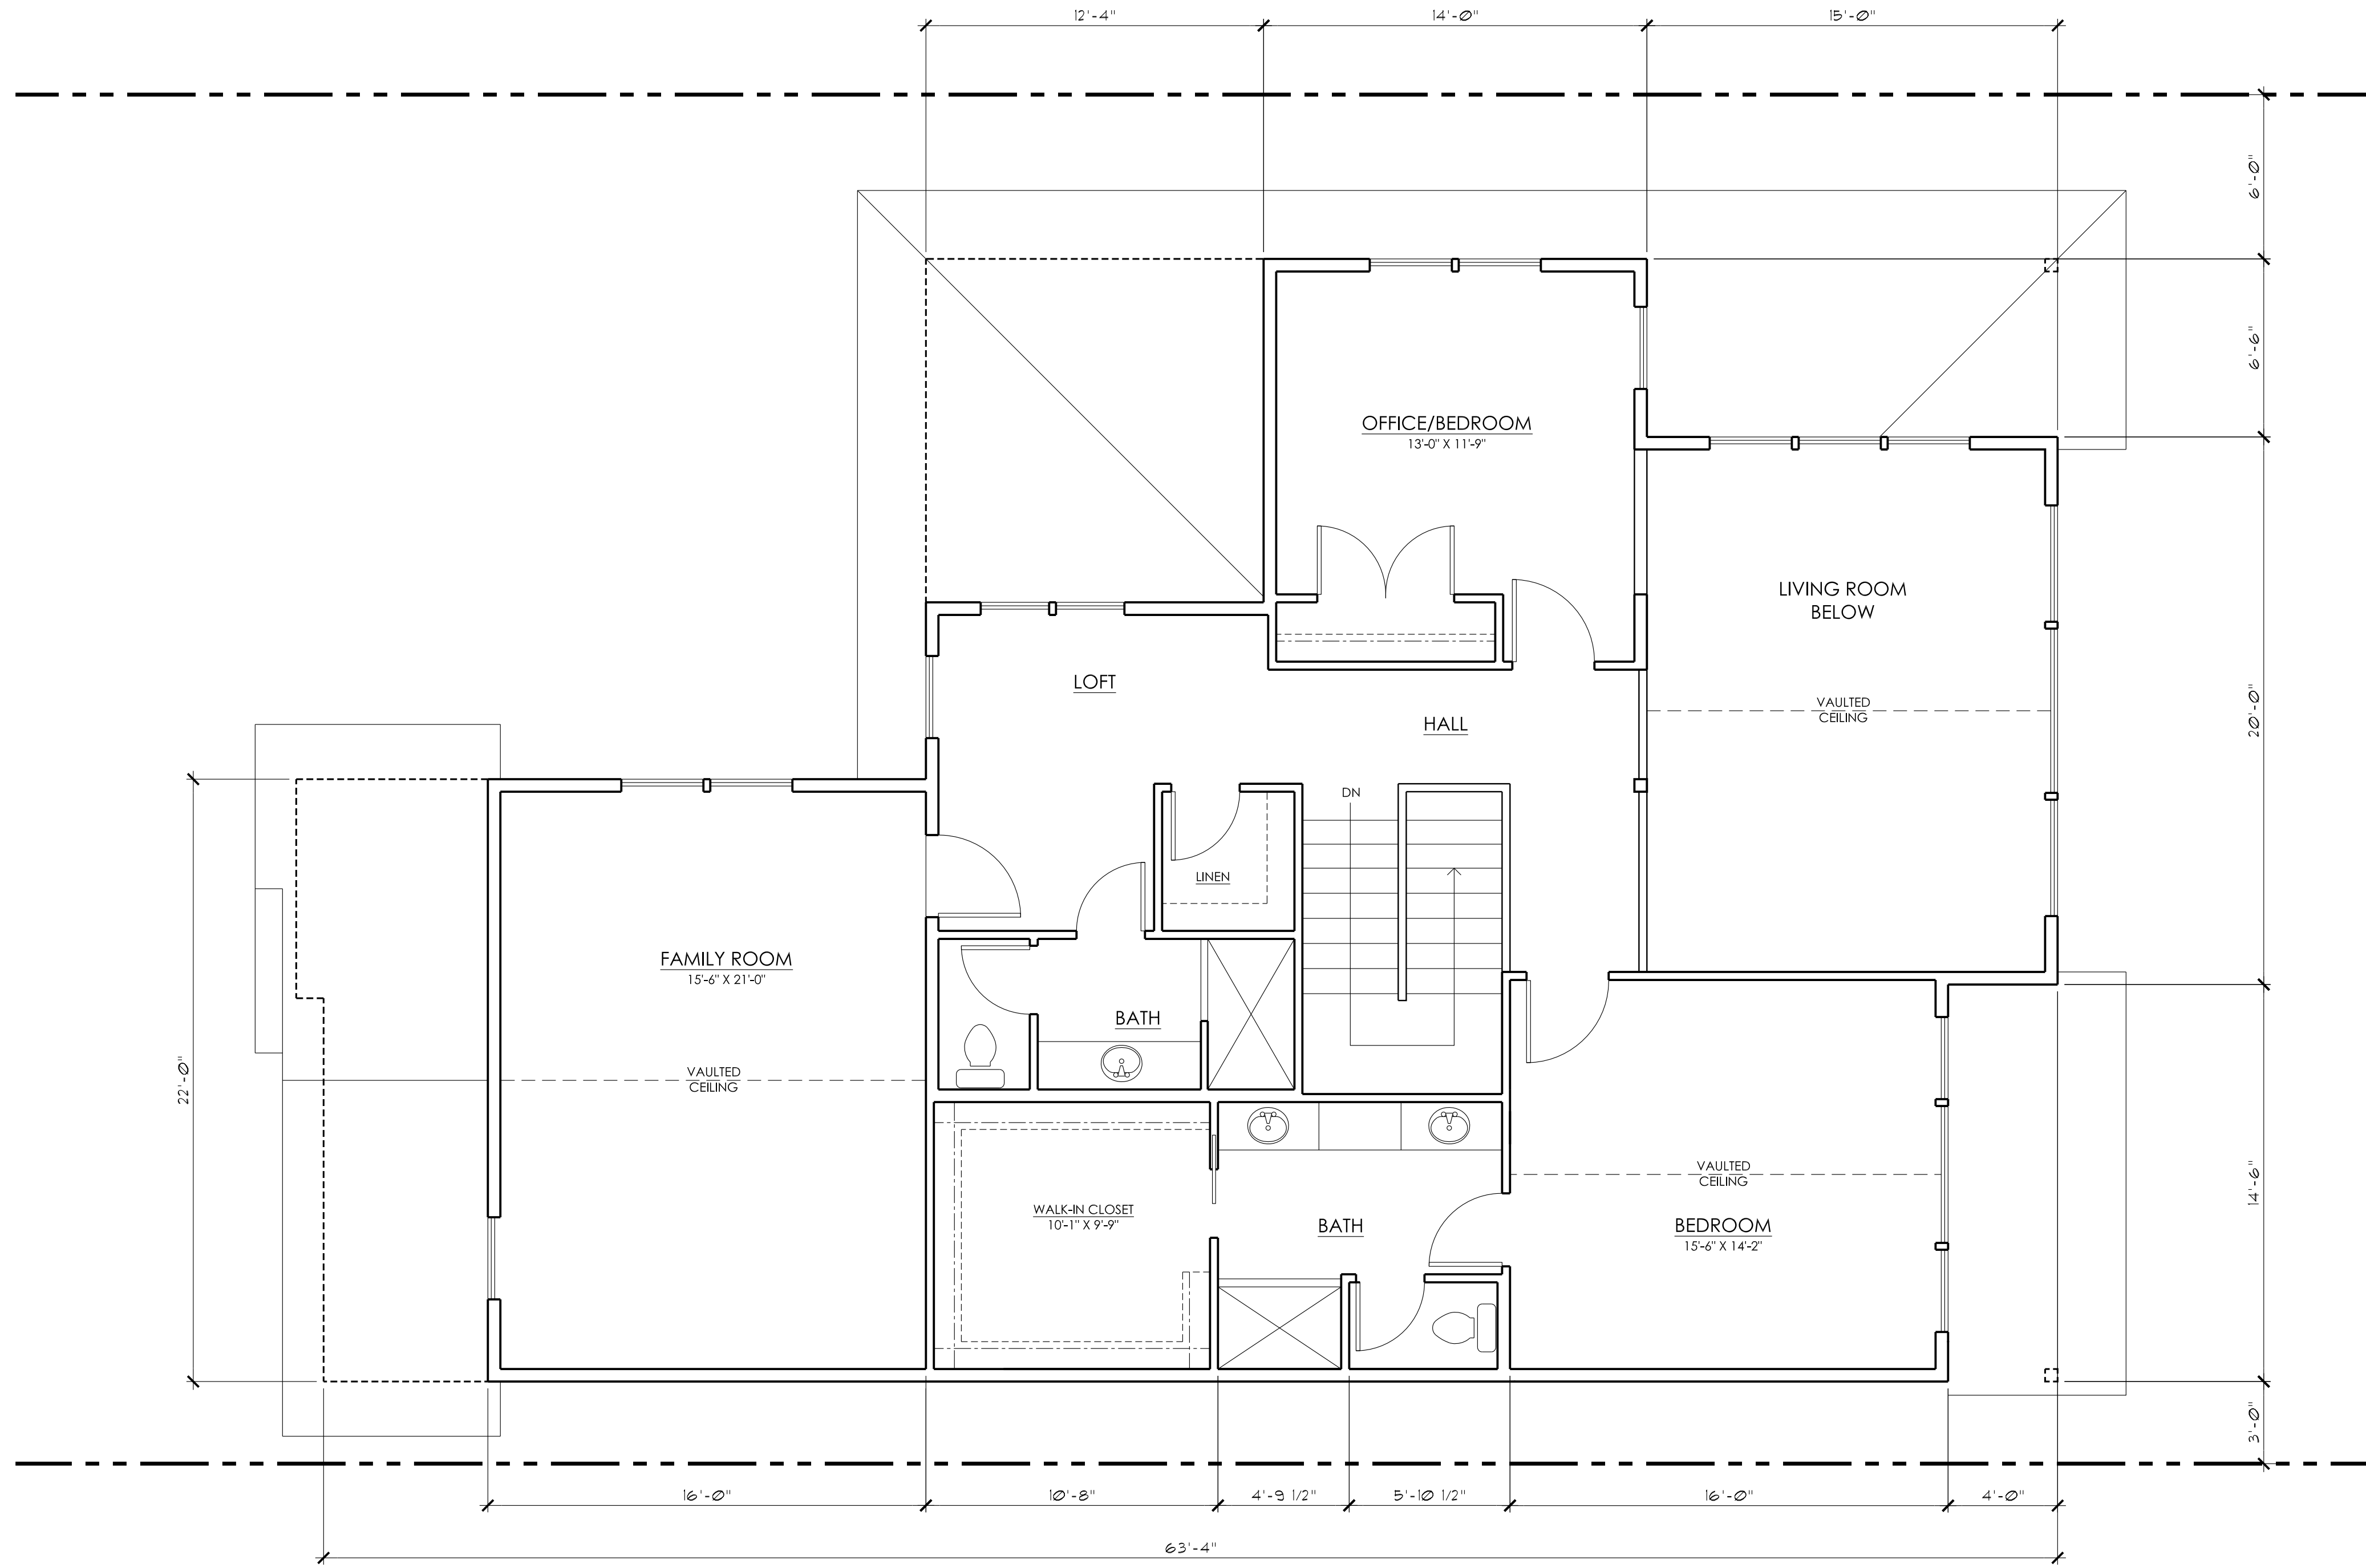 12'-4"
14'-0"
15'-0"
6'-0"
6'-6"
OFFICE/BEDROOM
13'-0" X 11'-9"
LIVING ROOM
BELOW
LOFT
HALL
VAULTED
CEILING
20'-0"
DN
LINEN
FAMILY ROOM
15'-6" X 21'-0"
BATH
22'-0"
VAULTED
CEILING
VAULTED
CEILING
14'-6"
WALK-IN CLOSET
10'-1" X 9'-9"
BATH
BEDROOM
15'-6" X 14'-2"
3'-0"
16'-0"
10'-8"
4'-9 1/2"
5'-10 1/2"
16'-0"
4'-0"
63'-4"